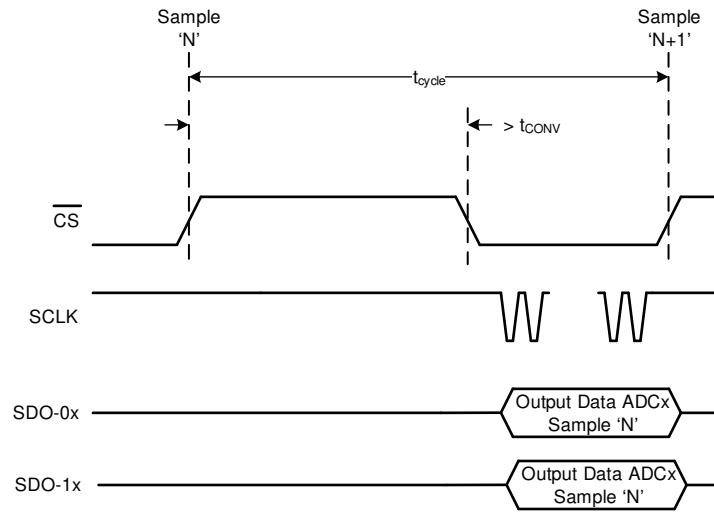 Sample
‘N’
Sample
‘N+1’
tcycle
> tCONV
CS
SCLK
SDO-0x
Output Data ADCx
Sample ‘N’
SDO-1x
Output Data ADCx
Sample ‘N’